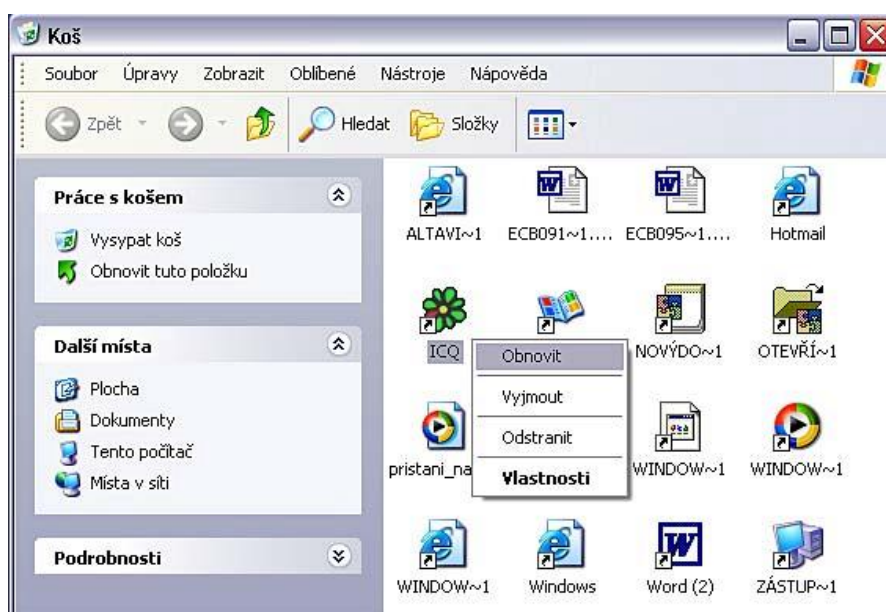 Koš
Soubor Úpravy Zobrazit Oblíbené Nástroje Nápověda
Zpět Hledat Složky
Práce s košem
Vysypat koš
Obnovit tuto položku
Další místa
Plocha
Dokumenty
Tento počítač
Místa v síti
Podrobnosti
ALTAVI~1 ECB091~1.... ECB095~1.... Hotmail
ICQ NOVÝDO~1 OTEVŘÍ~1
Obnovit
Vyjmout
Odstranit
Vlastnosti
pristani_na WINDOW~1 WINDOW~1
WINDOW~1 Windows Word (2) ZÁSTUP~1